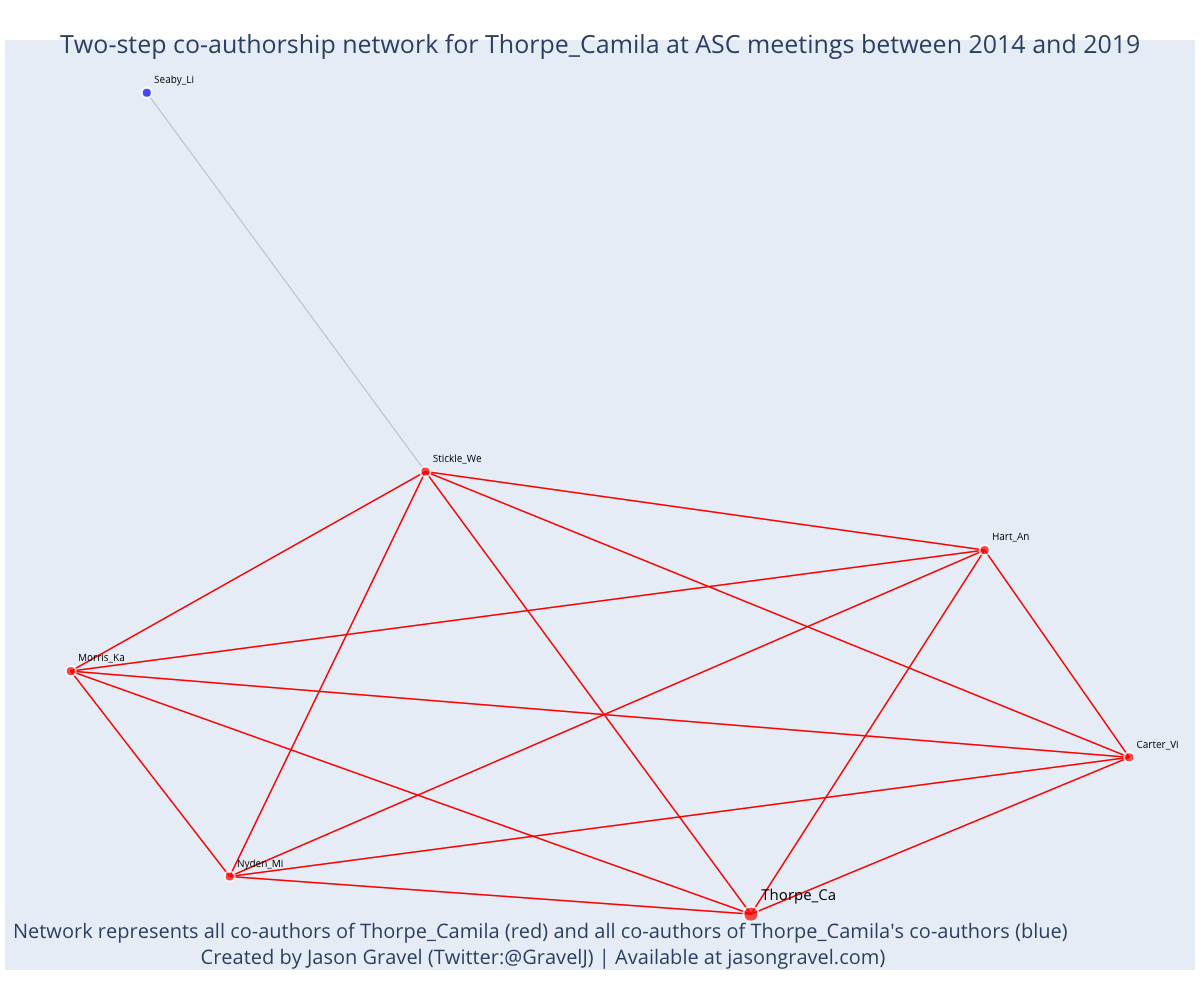 Two-step co-authorship network for Thorpe_Camila at ASC meetings between 2014 and 2019
Seaby_Li
Stickle_We
Hart_An
Morris_Ka
Carter_Vi
Nyden_Mi
Thorpe_Ca
Network represents all co-authors of Thorpe_Camila (red) and all co-authors of Thorpe_Camila's co-authors (blue)
Created by Jason Gravel (Twitter:@GravelJ) | Available at jasongravel.com)